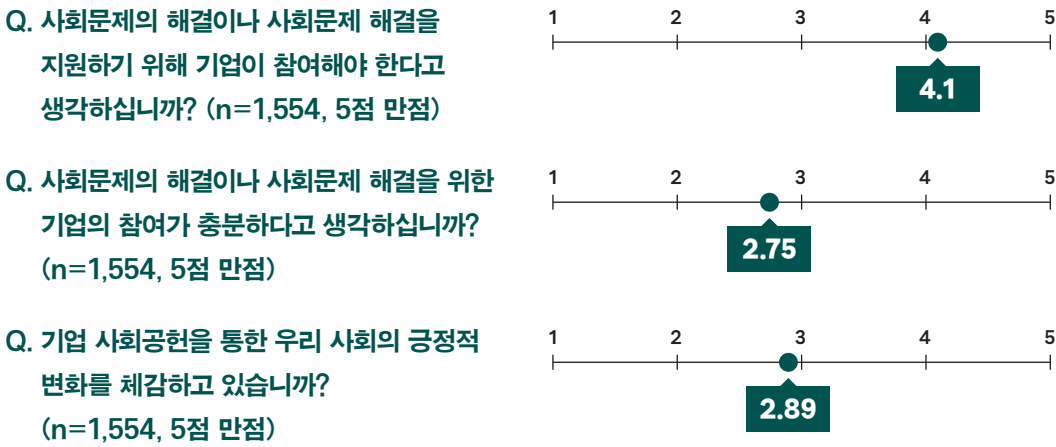 Q. 사회문제의 해결이나 사회문제 해결을
지원하기 위해 기업이 참여해야 한다고
생각하십니까? (n=1,554, 5점 만점)
1 2 3 4 5
4.1
Q. 사회문제의 해결이나 사회문제 해결을 위한
기업의 참여가 충분하다고 생각하십니까?
(n=1,554, 5점 만점)
1 2 3 4 5
2.75
Q. 기업 사회공헌을 통한 우리 사회의 긍정적
변화를 체감하고 있습니까?
(n=1,554, 5점 만점)
1 2 3 4 5
2.89